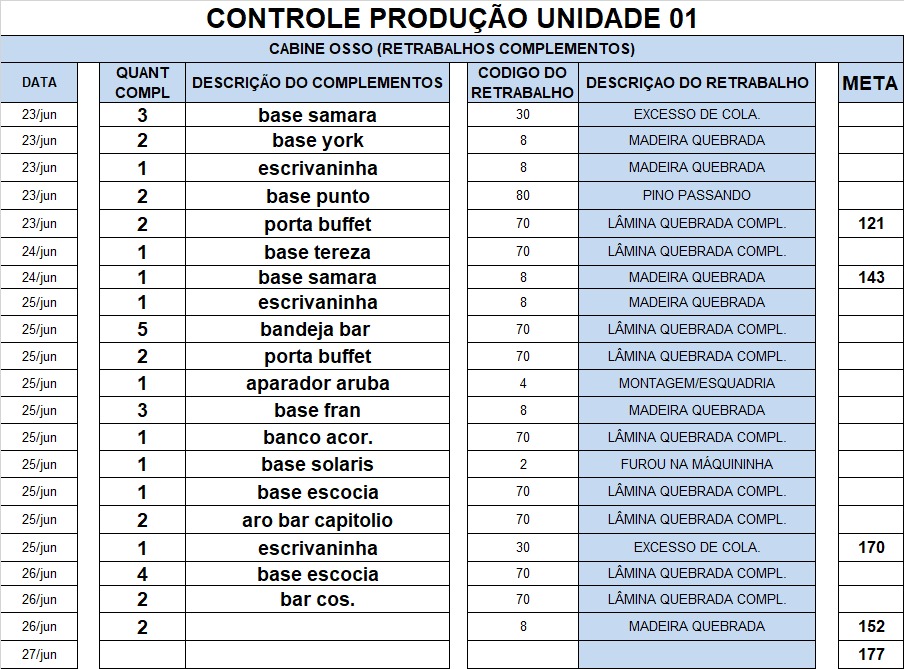 CONTROLE PRODUÇÃO UNIDADE 01
CABINE OSSO (RETRABALHOS COMPLEMENTOS)
DATA QUANT COMPL DESCRIÇÃO DO COMPLEMENTOS CODIGO DO RETRABALHO DESCRIÇAO DO RETRABALHO META
23/jun 3 base samara 30 EXCESSO DE COLA.
23/jun 2 base york 8 MADEIRA QUEBRADA
23/jun 1 escrivaninha 8 MADEIRA QUEBRADA
23/jun 2 base punto 80 PINO PASSANDO
23/jun 2 porta buffet 70 LÂMINA QUEBRADA COMPL. 121
24/jun 1 base tereza 70 LÂMINA QUEBRADA COMPL.
24/jun 1 base samara 8 MADEIRA QUEBRADA 143
25/jun 1 escrivaninha 8 MADEIRA QUEBRADA
25/jun 5 bandeja bar 70 LÂMINA QUEBRADA COMPL.
25/jun 2 porta buffet 70 LÂMINA QUEBRADA COMPL.
25/jun 1 aparador aruba 4 MONTAGEM/ESQUADRIA
25/jun 3 base fran 8 MADEIRA QUEBRADA
25/jun 1 banco acor. 70 LÂMINA QUEBRADA COMPL.
25/jun 1 base solaris 2 FUROU NA MÁQUININHA
25/jun 1 base escocia 70 LÂMINA QUEBRADA COMPL.
25/jun 2 aro bar capitolio 70 LÂMINA QUEBRADA COMPL.
25/jun 1 escrivaninha 30 EXCESSO DE COLA. 170
26/jun 4 base escocia 70 LÂMINA QUEBRADA COMPL.
26/jun 2 bar cos. 70 LÂMINA QUEBRADA COMPL.
26/jun 2 8 MADEIRA QUEBRADA 152
27/jun 177